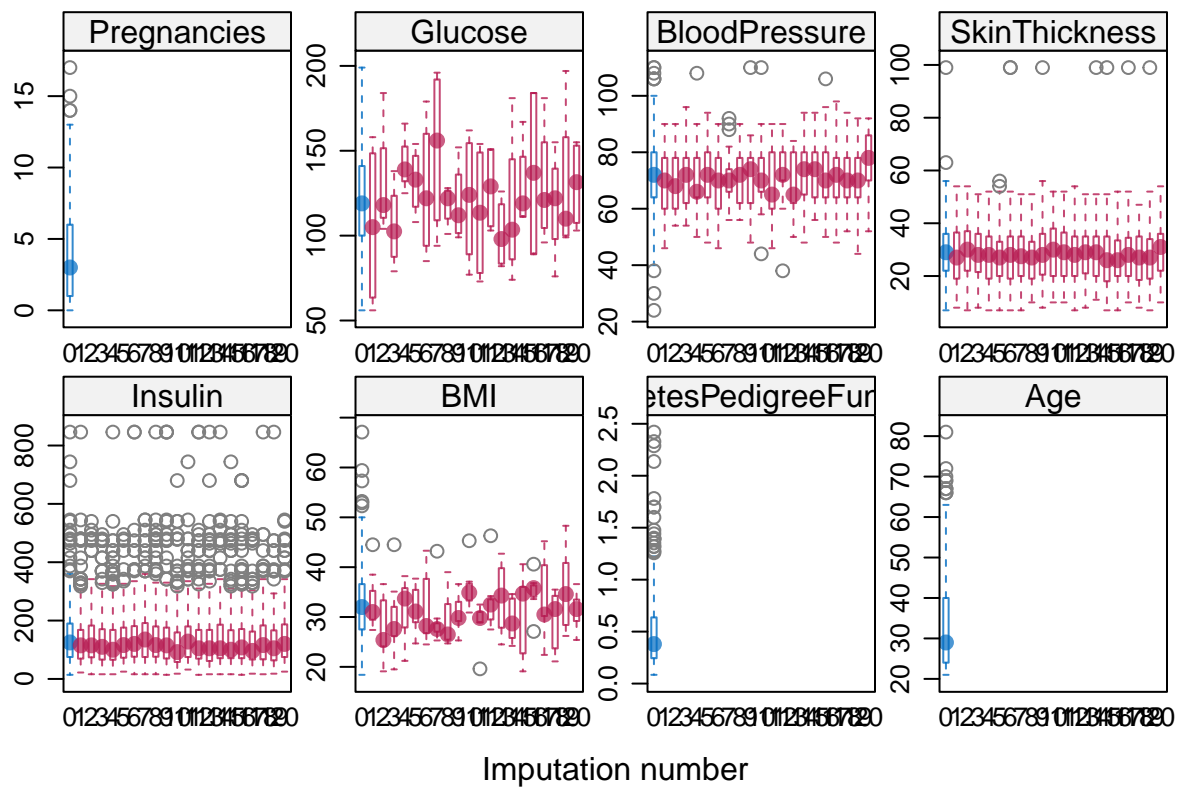 Pregnancies
0 5 10 15
Glucose
50 100 150 200
BloodPressure
20 40 60 80 100
SkinThickness
20 40 60 80 100
Insulin
0 200 400 600 800
BMI
20 30 40 50 60
etesPedigreeFun
0.0 0.5 1.0 1.5 2.0 2.5
Age
20 30 40 50 60 70 80
Imputation number